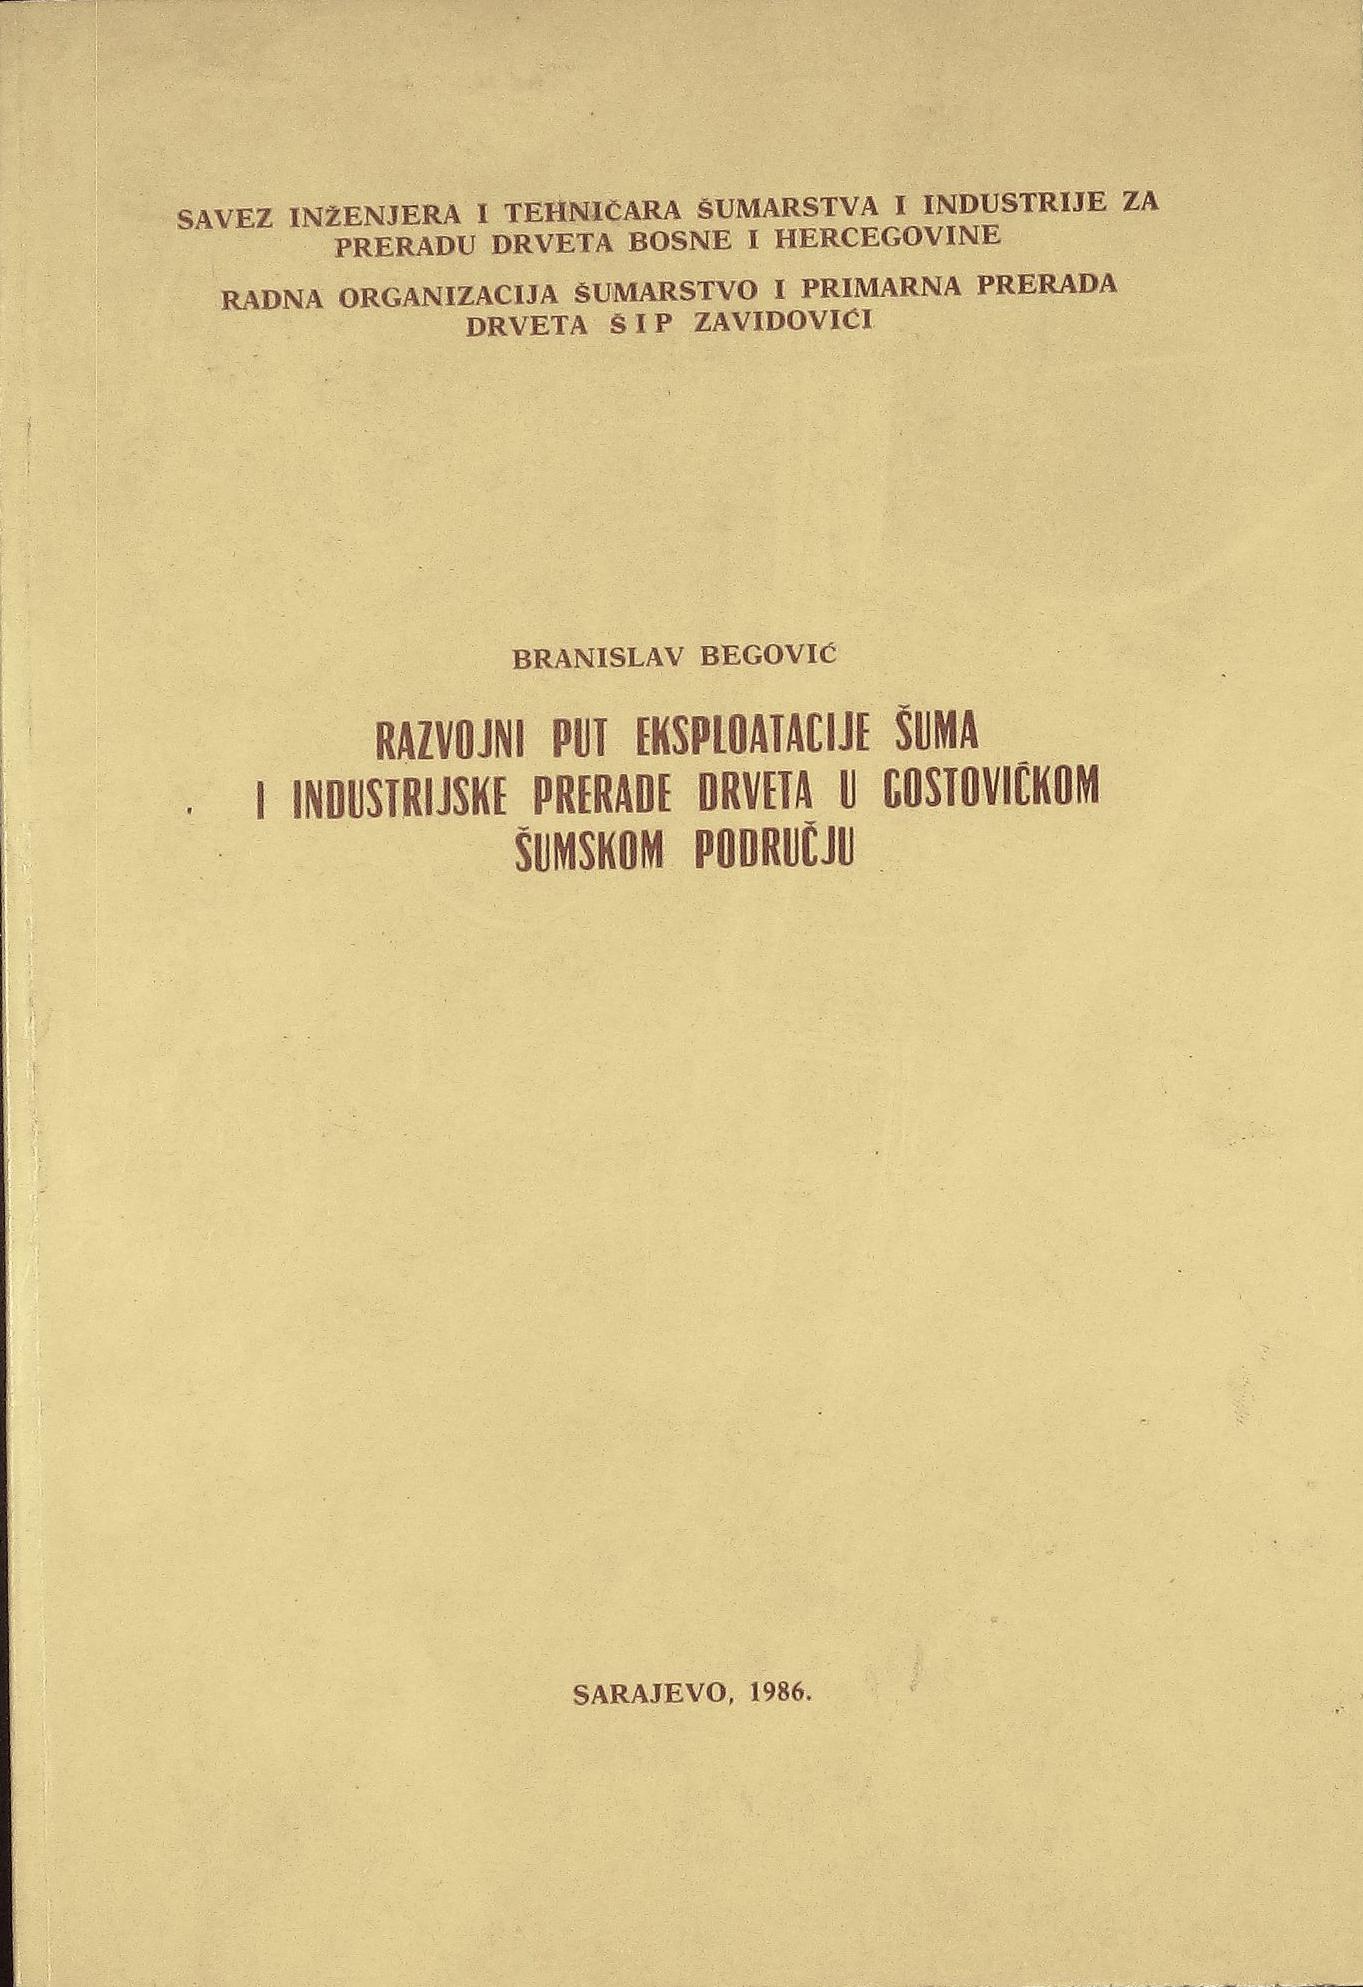 SAVEZ INŽENJERA I TEHNIČARA ŠUMARSTVA I INDUSTRIJE ZA
PRERADU DRVETA BOSNE I HERCEGOVINE
RADNA ORGANIZACIJA ŠUMARSTVO I PRIMARNA PRERADA
DRVETA ŠIP ZAVIDOVIĆI
BRANISLAV BEGOVIĆ
RAZVOJNI PUT EKSPLOATACIJE ŠUMA
I INDUSTRIJSKE PRERADE DRVETA U GOSTOVIĆKOM
ŠUMSKOM PODRUČJU
SARAJEVO, 1986.